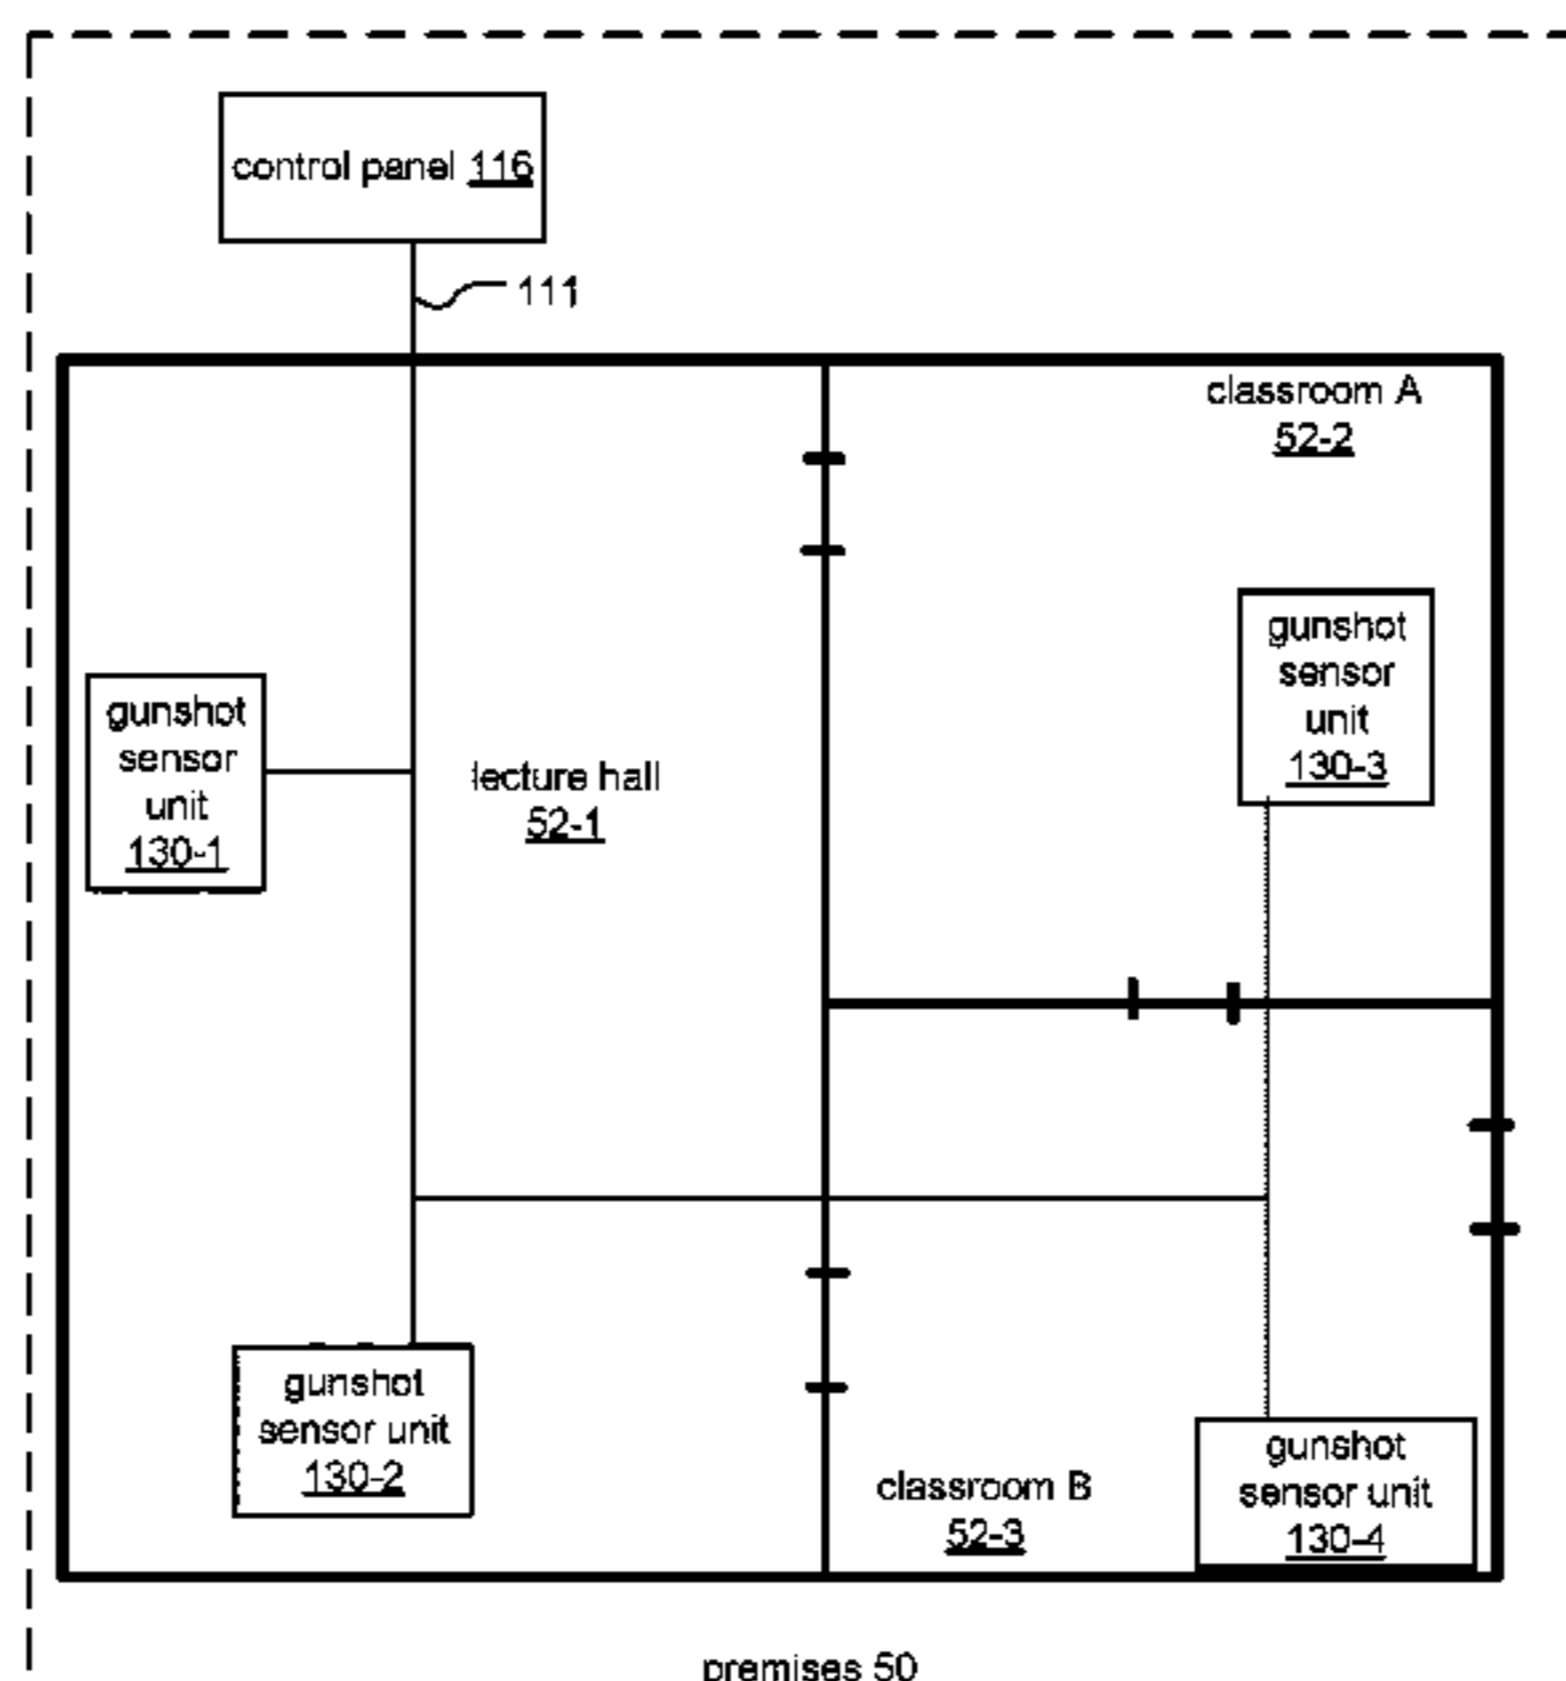 control panel 116
111
classroom A
52-2
gunshot
sensor
unit
130-3
gunshot
sensor
unit
130-1
lecture hall
52-1
gunshot
sensor unit
130-2
classroom B
52-3
gunshot
sensor unit
130-4
premises 50